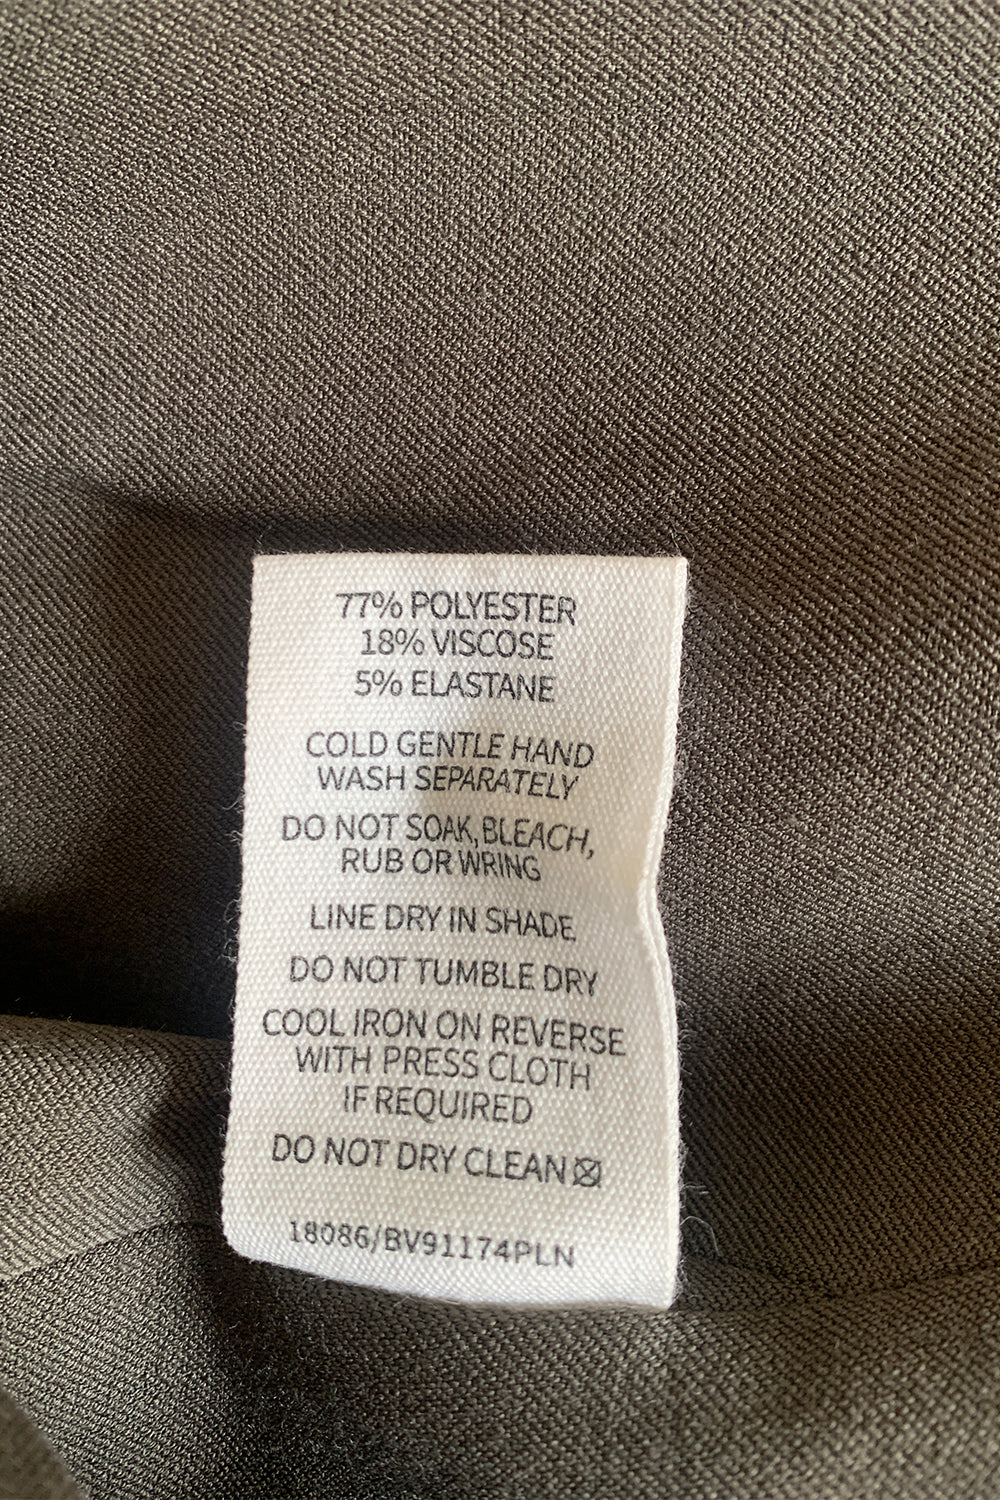 77% POLYESTER
18% VISCOSE
5% ELASTANE
COLD GENTLE HAND
WASH SEPARATELY
DO NOT SOAK, BLEACH,
RUB OR WRING
LINE DRY IN SHADE
DO NOT TUMBLE DRY
COOL IRON ON REVERSE
WITH PRESS CLOTH
IF REQUIRED
DO NOT DRY CLEAN
18086/BV91174PLN